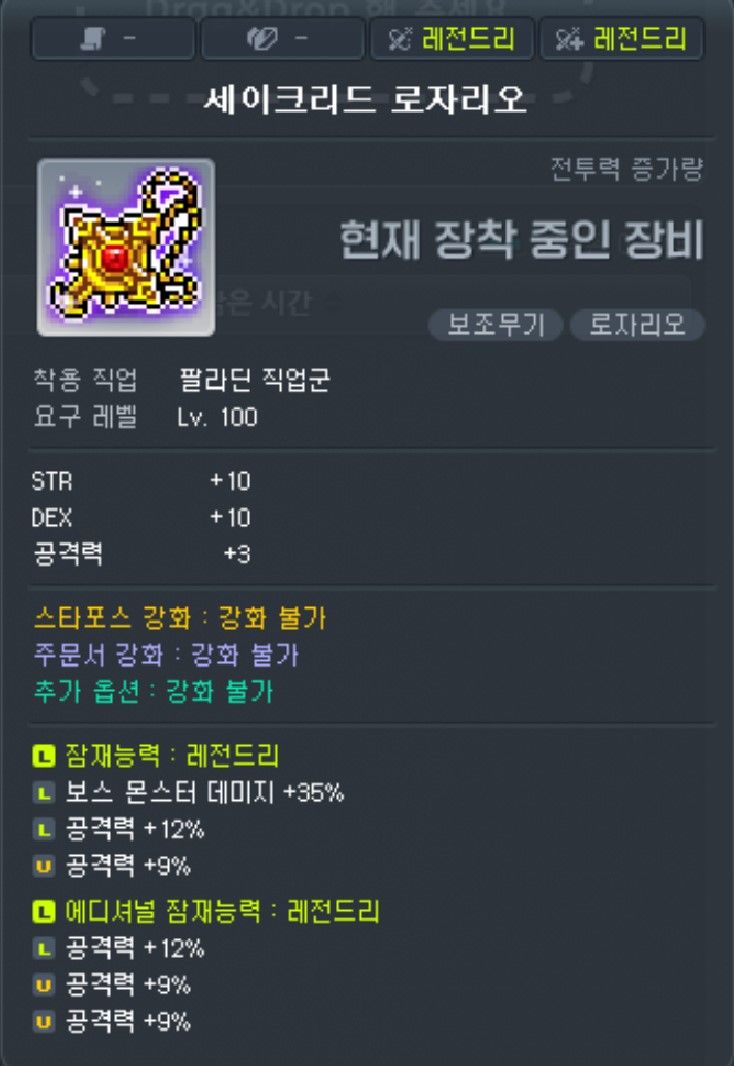 - - 레전드리 레전드리
세이크리드 로자리오
전투력 증가량
현재 장착 중인 장비
보조무기 로자리오
착용 직업 팔라딘 직업군
요구 레벨 Lv. 100
STR +10
DEX +10
공격력 +3
스타포스 강화 : 강화 불가
주문서 강화 : 강화 불가
추가 옵션 : 강화 불가
L 잠재능력 : 레전드리
L 보스 몬스터 데미지 +35%
L 공격력 +12%
U 공격력 +9%
L 에디셔널 잠재능력 : 레전드리
L 공격력 +12%
U 공격력 +9%
U 공격력 +9%